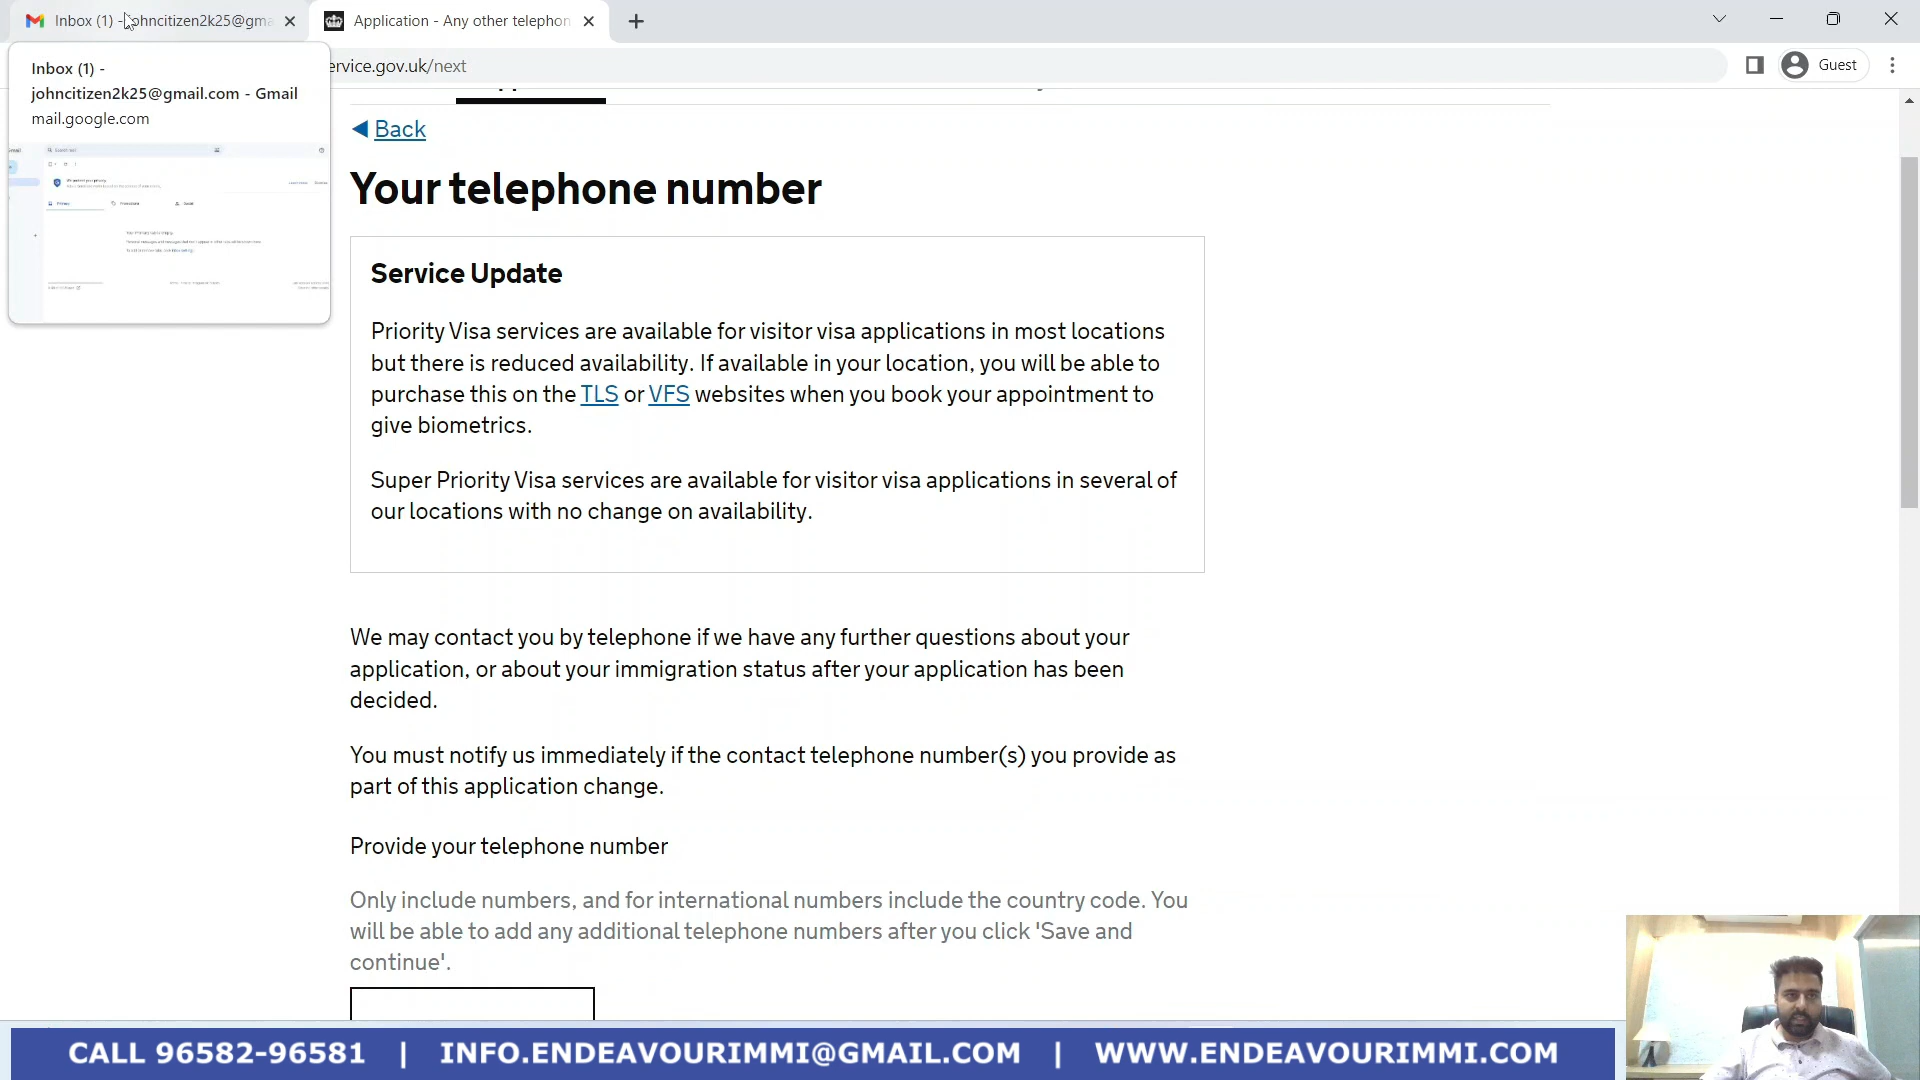 Inbox (1) - johncitizen2k25@gma
Application - Any other telephon
ervice.gov.uk/next
Guest
Inbox (1) -
johncitizen2k25@gmail.com - Gmail
mail.google.com
Back
Your telephone number
Service Update
Priority Visa services are available for visitor visa applications in most locations
but there is reduced availability. If available in your location, you will be able to
purchase this on the TLS or VFS websites when you book your appointment to
give biometrics.
Super Priority Visa services are available for visitor visa applications in several of
our locations with no change on availability.
We may contact you by telephone if we have any further questions about your
application, or about your immigration status after your application has been
decided.
You must notify us immediately if the contact telephone number(s) you provide as
part of this application change.
Provide your telephone number
Only include numbers, and for international numbers include the country code. You
will be able to add any additional telephone numbers after you click 'Save and
continue'.
CALL 96582-96581 | INFO.ENDEAVOURIMMI@GMAIL.COM | WWW.ENDEAVOURIMMI.COM